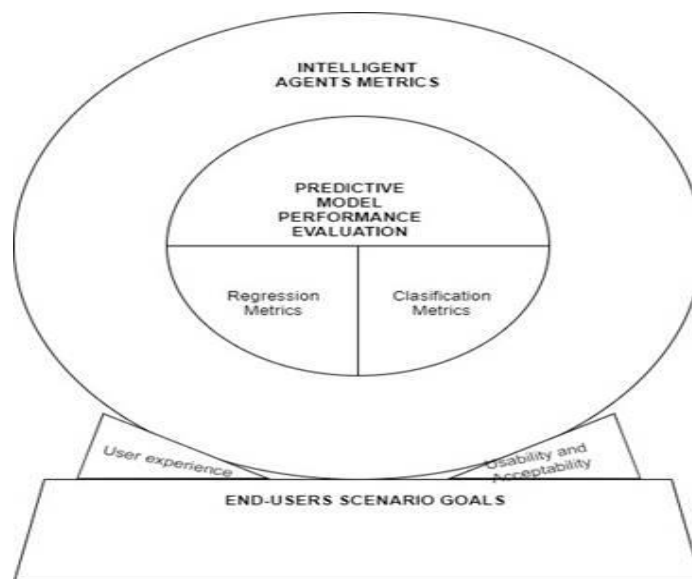 INTELLIGENT
AGENTS METRICS
PREDICTIVE
MODEL
PERFORMANCE
EVALUATION
Regression
Metrics
Clasification
Metrics
User experience
Usability and
Acceptability
END-USERS SCENARIO GOALS